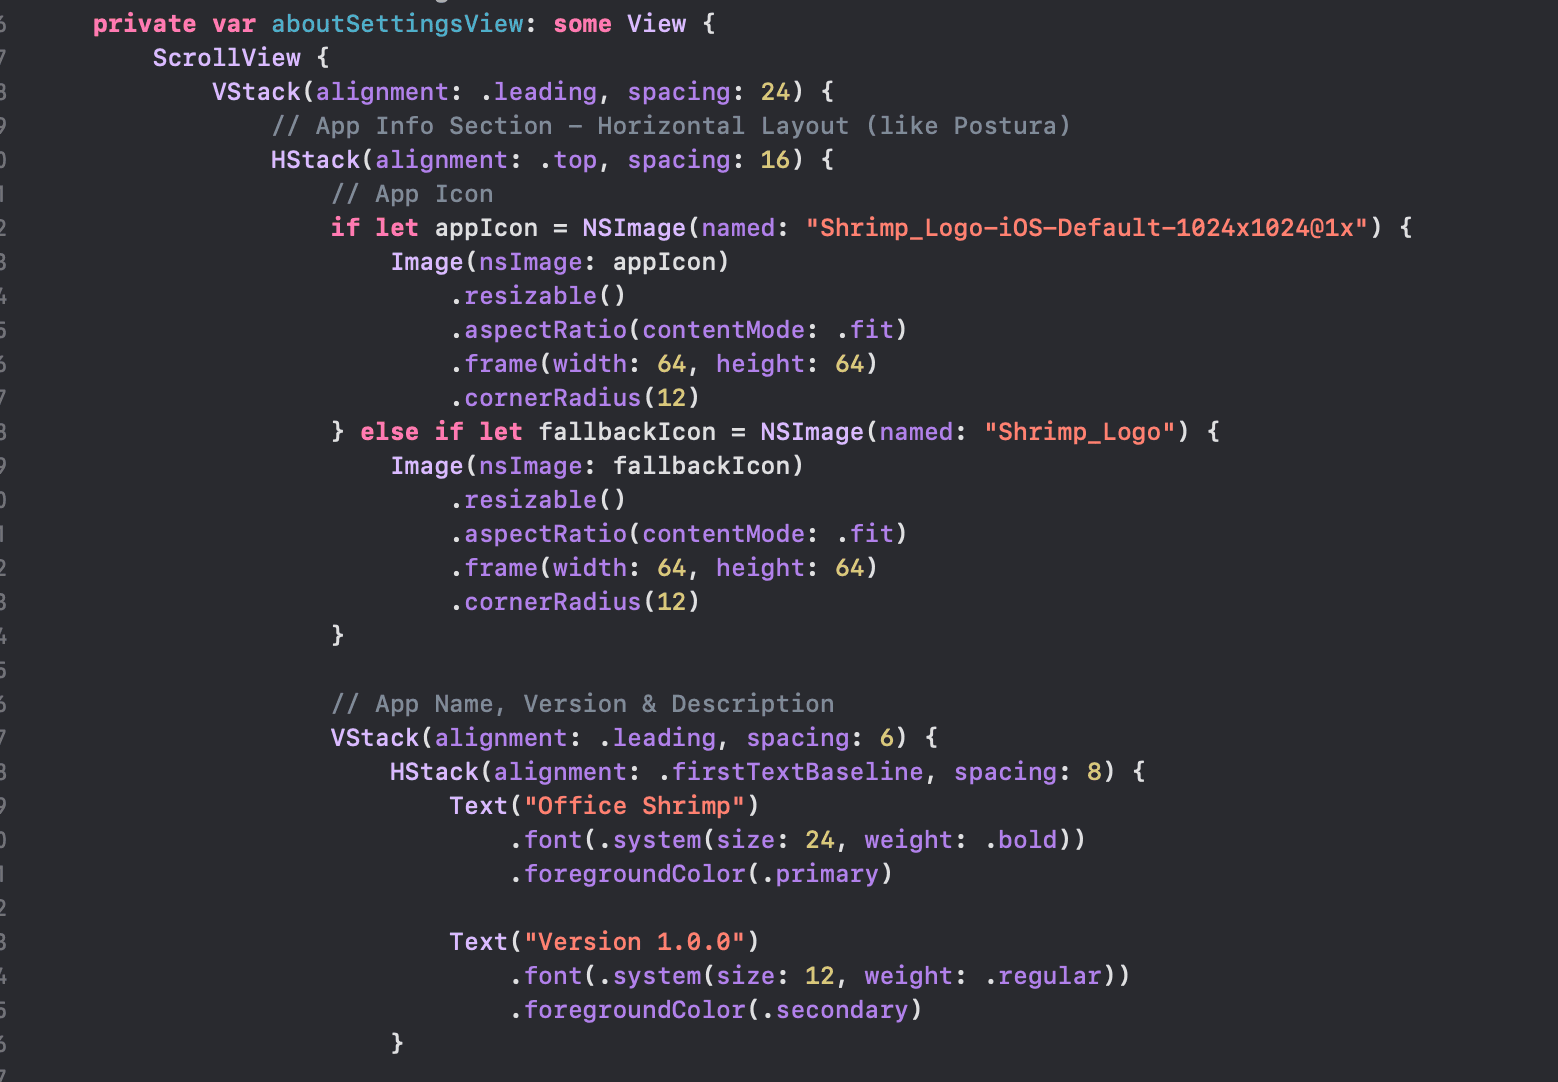 private var aboutSettingsView: some View {
ScrollView {
VStack(alignment: .leading, spacing: 24) {
// App Info Section – Horizontal Layout (like Postura)
HStack(alignment: .top, spacing: 16) {
// App Icon
if let appIcon = NSImage(named: "Shrimp_Logo-iOS-Default-1024x1024@1x") {
Image(nsImage: appIcon)
.resizable()
.aspectRatio(contentMode: .fit)
.frame(width: 64, height: 64)
.cornerRadius(12)
} else if let fallbackIcon = NSImage(named: "Shrimp_Logo") {
Image(nsImage: fallbackIcon)
.resizable()
.aspectRatio(contentMode: .fit)
.frame(width: 64, height: 64)
.cornerRadius(12)
}
// App Name, Version & Description
VStack(alignment: .leading, spacing: 6) {
HStack(alignment: .firstTextBaseline, spacing: 8) {
Text("Office Shrimp")
.font(.system(size: 24, weight: .bold))
.foregroundColor(.primary)
Text("Version 1.0.0")
.font(.system(size: 12, weight: .regular))
.foregroundColor(.secondary)
}